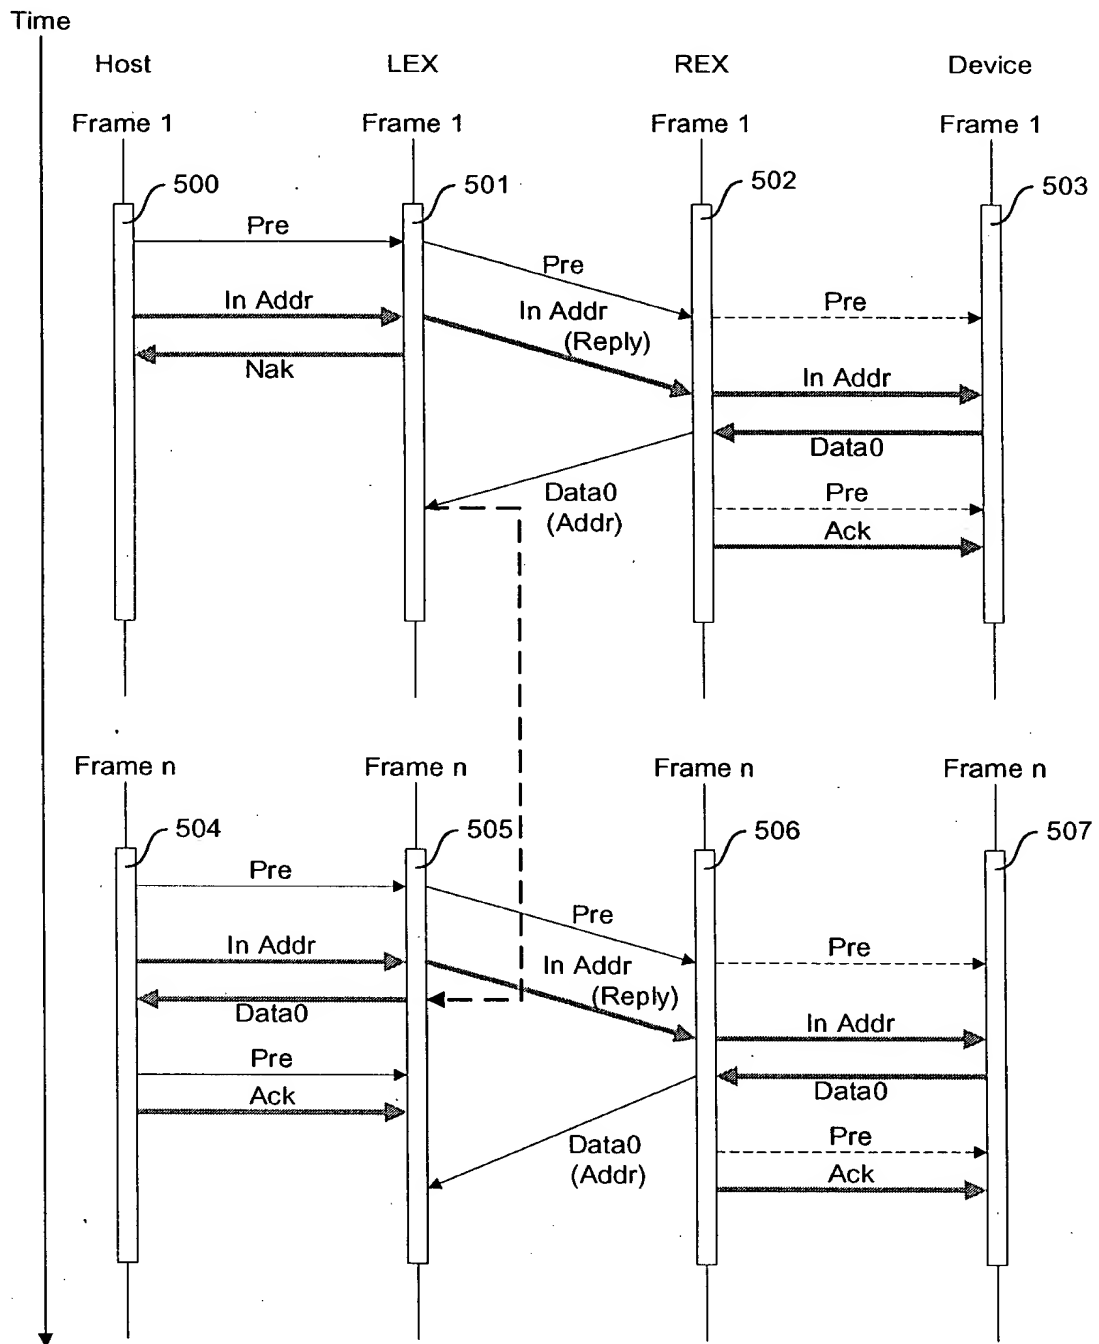 Time
Host LEX REX Device
Frame 1 Frame 1 Frame 1 Frame 1
500 501 502 503
Pre
Pre
Pre
In Addr
In Addr
(Reply)
Nak
In Addr
Data0
Data0
(Addr)
Pre
Ack
Frame n Frame n Frame n Frame n
504 505 506 507
Pre
Pre
Pre
In Addr
In Addr
(Reply)
Data0
In Addr
Pre
Data0
Ack
Data0
(Addr)
Pre
Ack